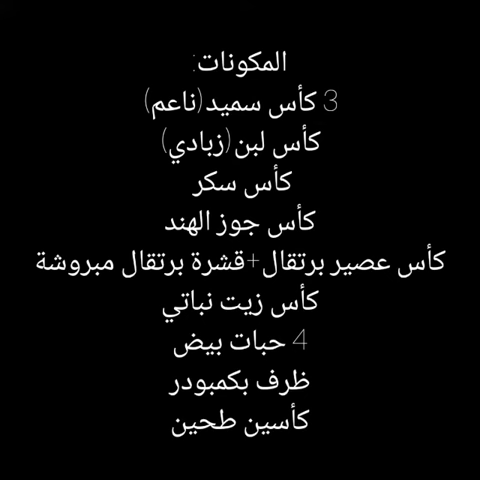 المكونات:
3 كأس سميد(ناعم)
كأس لبن(زبادي)
كأس سكر
كأس جوز الهند
كأس عصير برتقال+قشرة برتقال مبروشة
كأس زيت نباتي
4 حبات بيض
ظرف بكمبودر
كأسين طحين